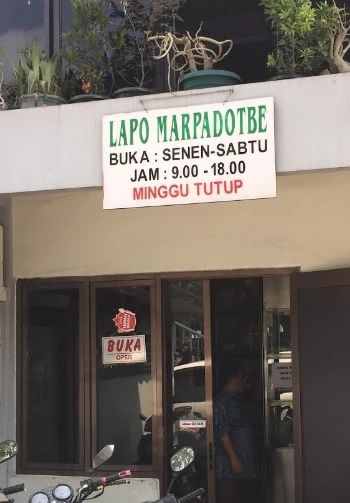 LAPO MARPADOTBE
BUKA : SENEN-SABTU
JAM : 9.00 - 18.00
MINGGU TUTUP
BUKA
OPEN